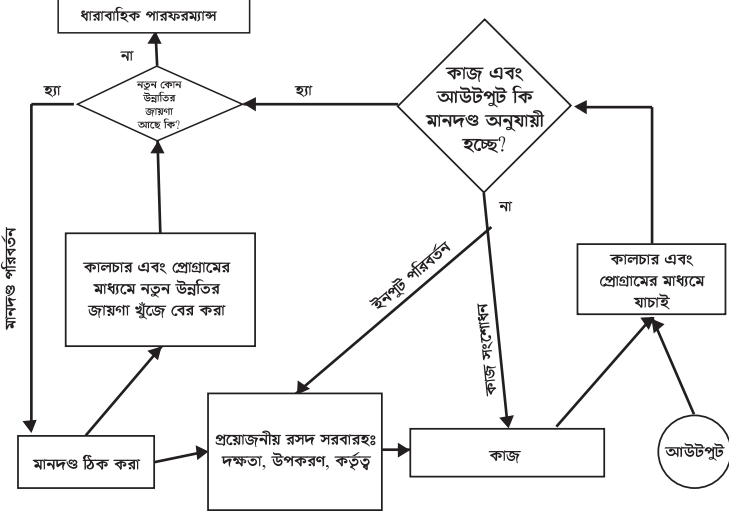 ধারাবাহিক পারফরম্যান্স
না
হ্যা
নতুন কোন
উন্নতির
জায়গা
আছে কি?
হ্যা
কাজ এবং
আউটপুট কি
মানদণ্ড অনুযায়ী
হচ্ছে?
না
মানদণ্ড পরিবর্তন
কালচার এবং প্রোগ্রামের
মাধ্যমে নতুন উন্নতির
জায়গা খুঁজে বের করা
ইনপুট পরিবর্তন
কাজ সংশোধন
কালচার এবং
প্রোগ্রামের মাধ্যমে
যাচাই
মানদণ্ড ঠিক করা
প্রয়োজনীয় রসদ সরবারহঃ
দক্ষতা, উপকরণ, কর্তৃত্ব
কাজ
আউটপুট